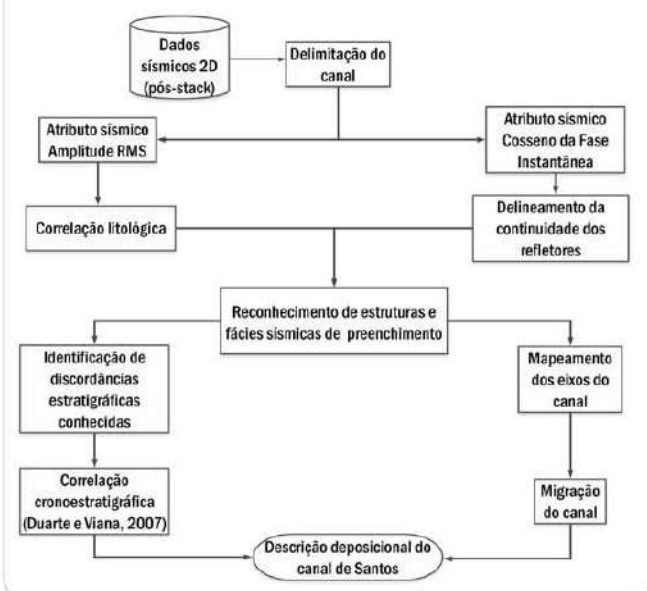 Dados
sísmicos 2D
(pós-stack)
Delimitação do
canal
Atributo sísmico
Amplitude RMS
Atributo sísmico
Cosseno da Fase
Instantânea
Correlação litológica
Delineamento da
continuidade dos
refletores
Reconhecimento de estruturas e
fácies sísmicas de preenchimento
Identificação de
discordâncias
estratigráficas
conhecidas
Mapeamento
dos eixos do
canal
Correlação
cronoestratigráfica
(Duarte e Viana, 2007)
Migração
do canal
Descrição deposicional do
canal de Santos